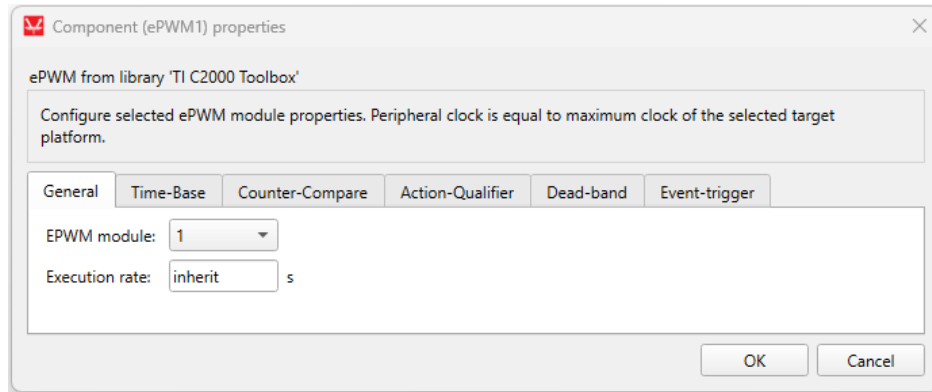 Component (ePWM1) properties
ePWM from library 'TI C2000 Toolbox'
Configure selected ePWM module properties. Peripheral clock is equal to maximum clock of the selected target
platform.
General Time-Base Counter-Compare Action-Qualifier Dead-band Event-trigger
EPWM module: 1
Execution rate: inherit s
OK Cancel